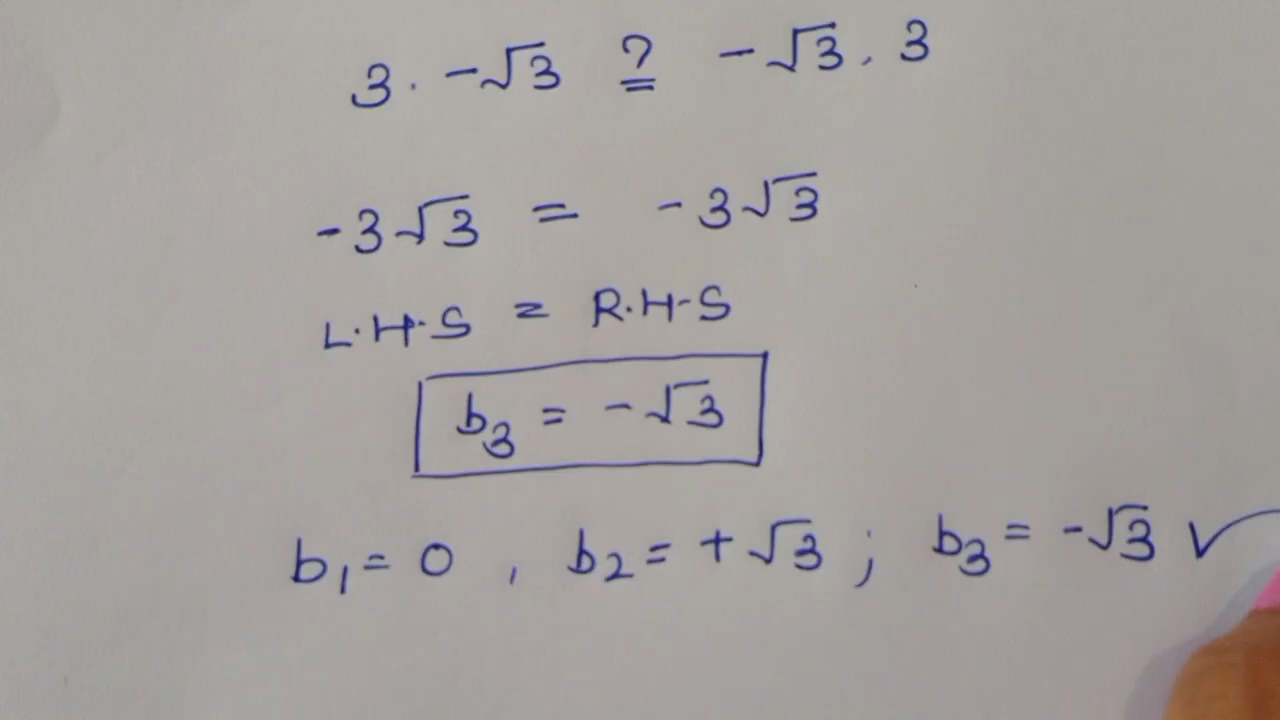 3 . -√3 ≟ -√3 . 3
-3√3 = -3√3
L.H.S = R.H.S
b₃ = -√3
b₁ = 0 , b₂ = +√3 ; b₃ = -√3 ✓